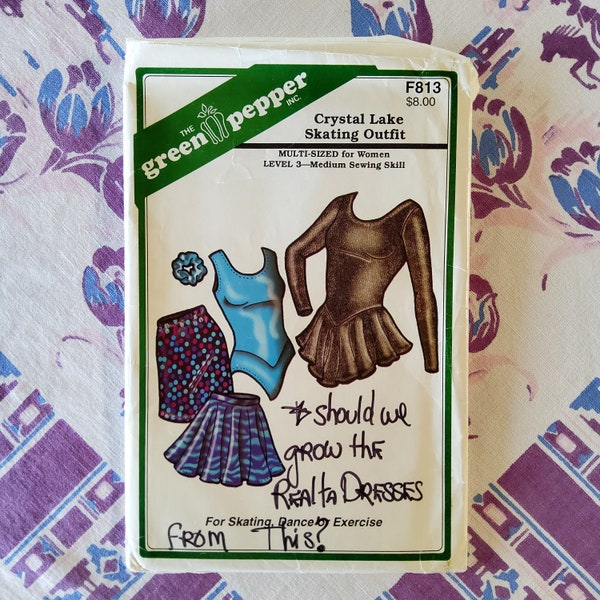 THE
green pepper
INC.
F813
$8.00
Crystal Lake
Skating Outfit
MULTI-SIZED for Women
LEVEL 3—Medium Sewing Skill
* should we
grow the
Realta Dresses
For Skating, Dance or Exercise
From This?